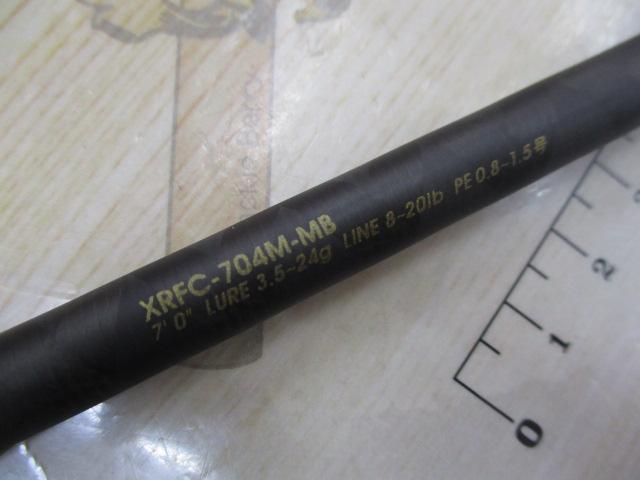 XRFC-704M-MB
7' 0" LURE 3.5~24g LINE 8~20lb PE 0.8~1.5号
0
1
2